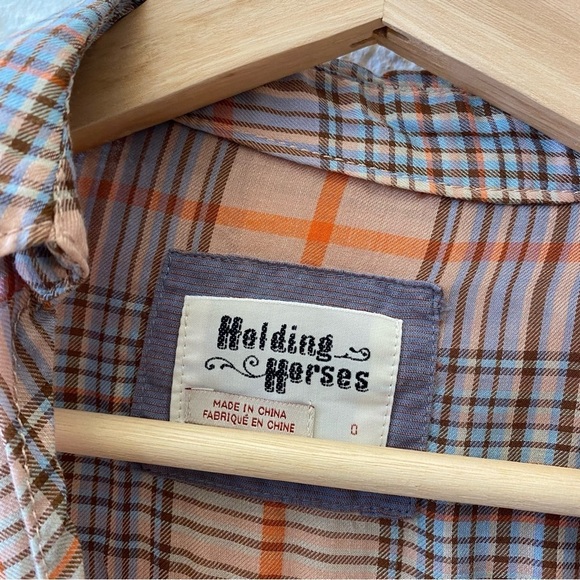 Holding
Horses
MADE IN CHINA
FABRIQUÉ EN CHINE
0